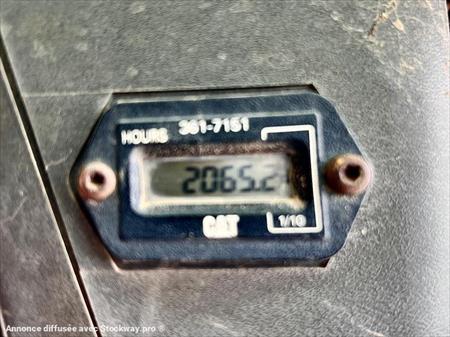 HOURS 361-7151
2065.2
CAT 1/10
Annonce diffusée avec Stockway.pro ®